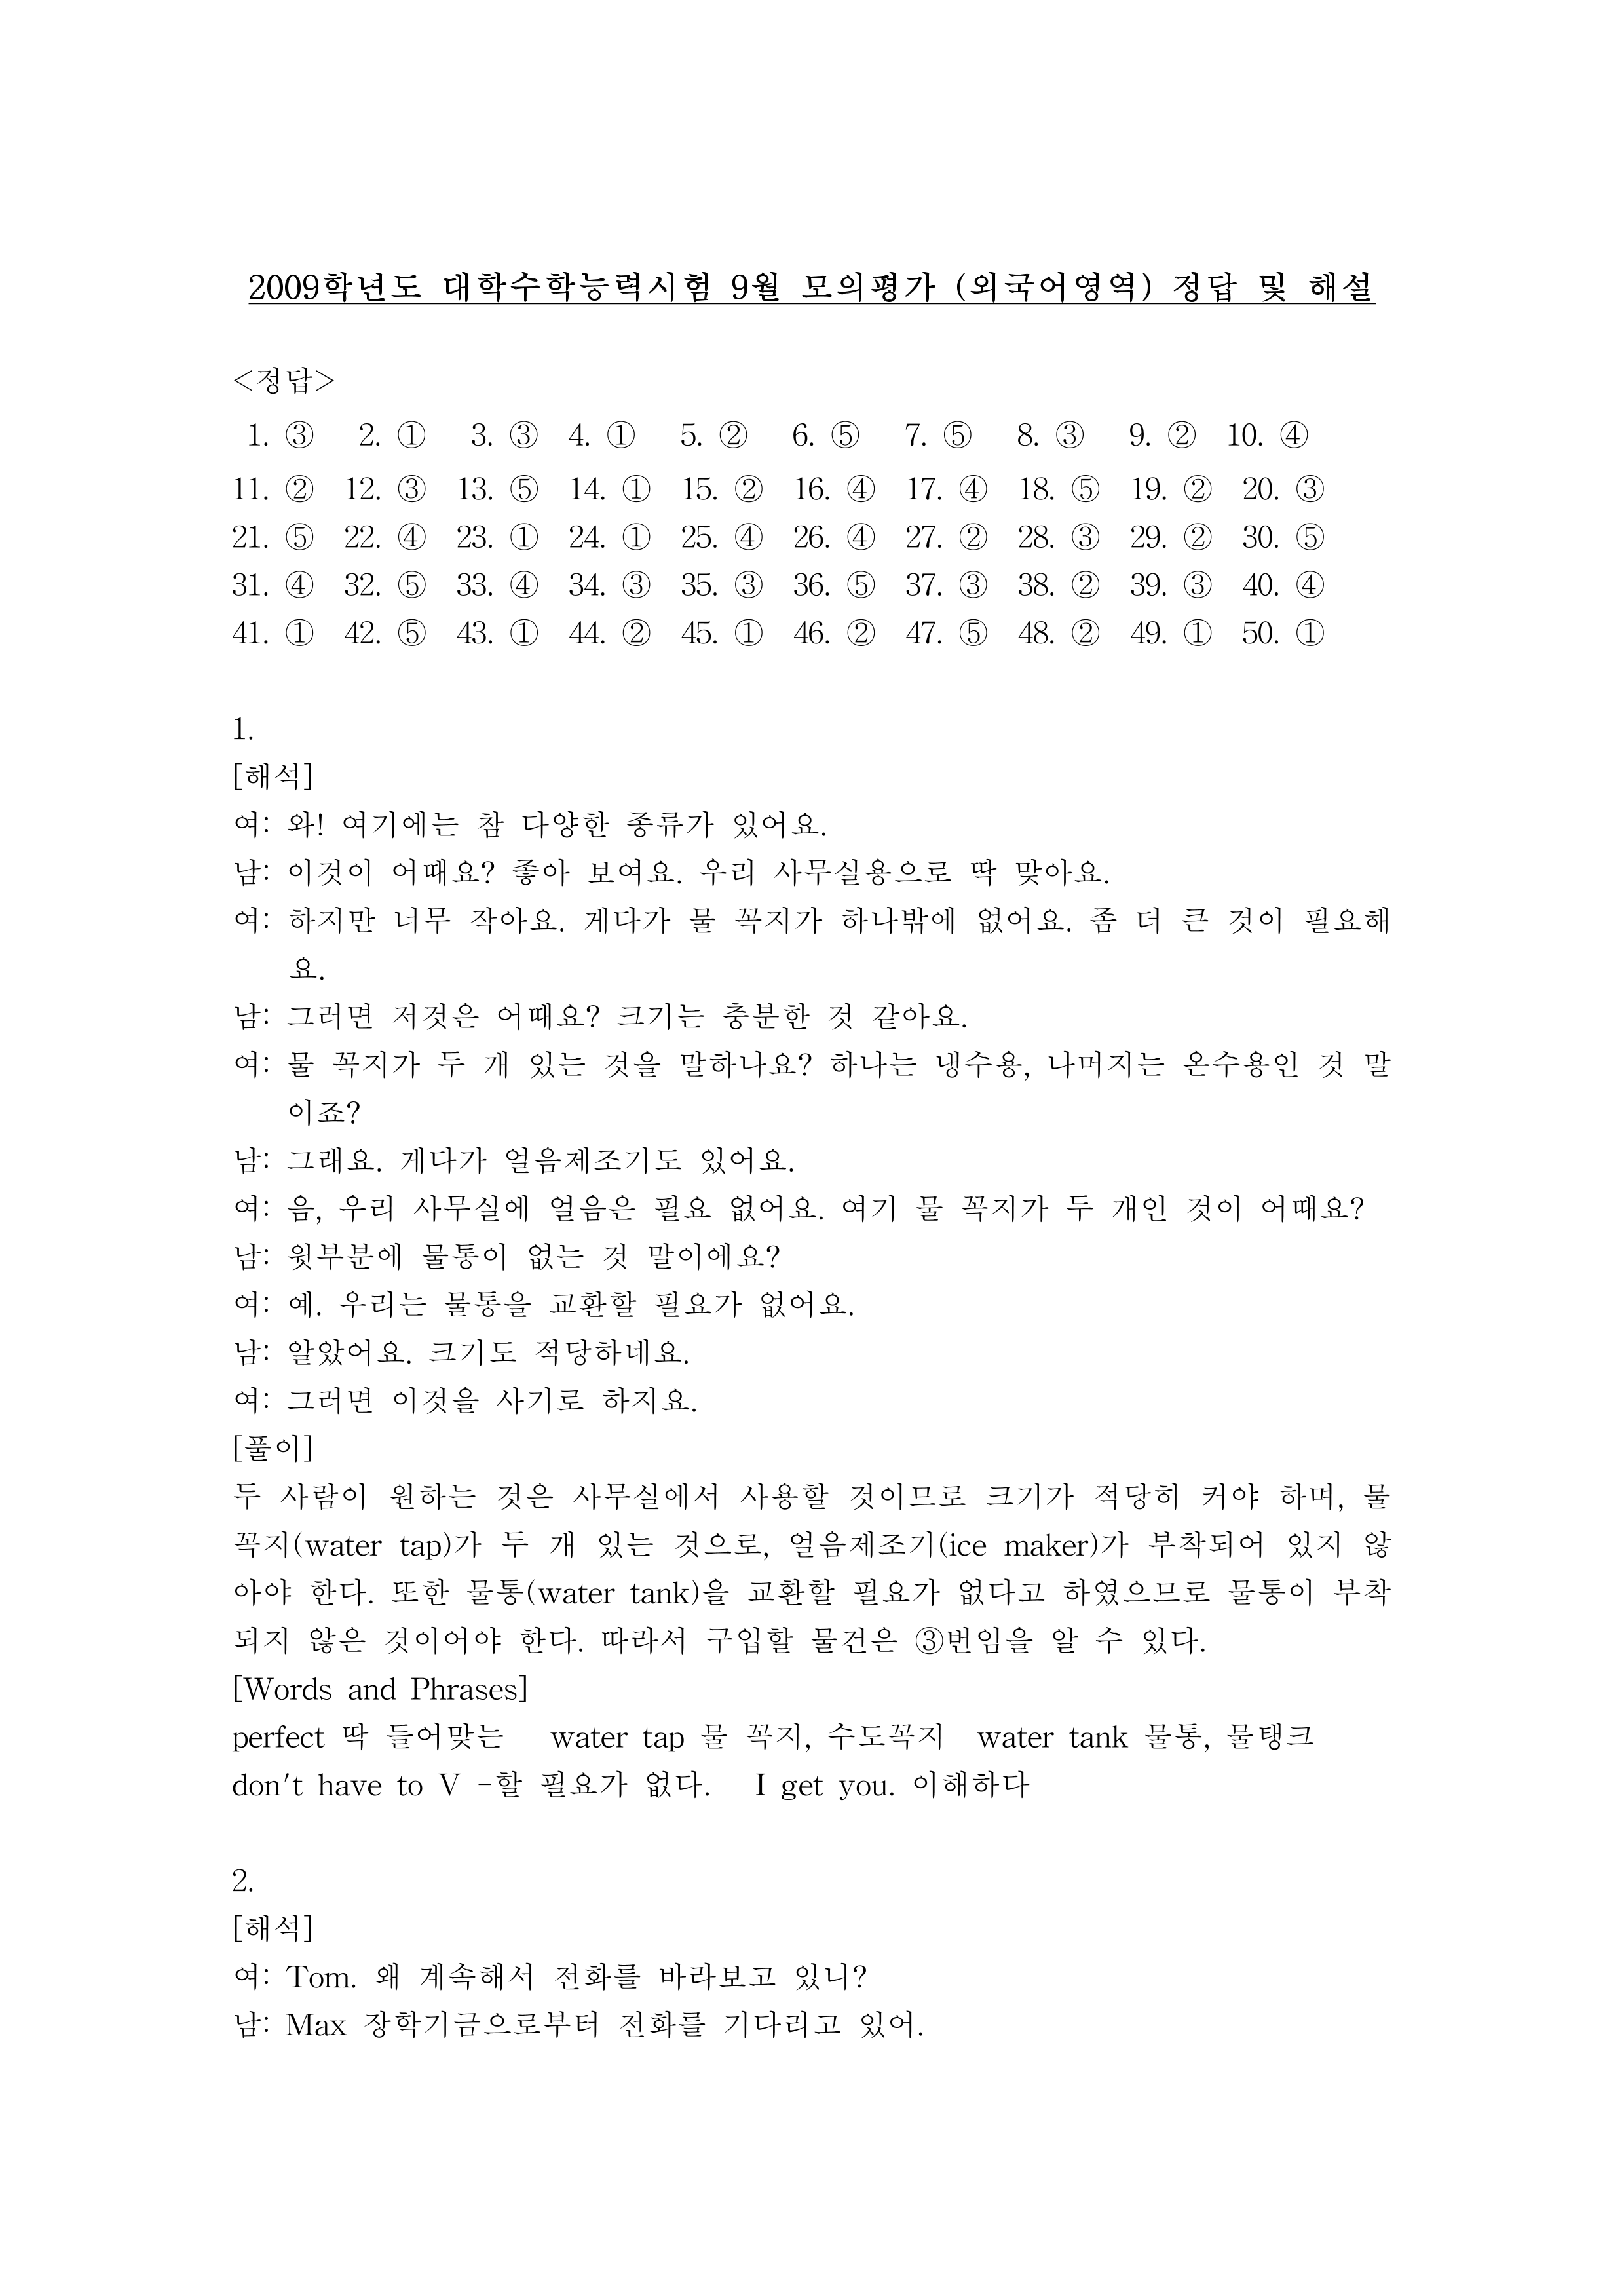 2009학년도 대학수학능력시험 9월 모의평가 (외국어영역) 정답 및 해설
<정답>
1. ③ 2. ① 3. ③ 4. ① 5. ② 6. ⑤ 7. ⑤ 8. ③ 9. ② 10. ④
11. ② 12. ③ 13. ⑤ 14. ① 15. ② 16. ④ 17. ④ 18. ⑤ 19. ② 20. ③
21. ⑤ 22. ④ 23. ① 24. ① 25. ④ 26. ④ 27. ② 28. ③ 29. ② 30. ⑤
31. ④ 32. ⑤ 33. ④ 34. ③ 35. ③ 36. ⑤ 37. ③ 38. ② 39. ③ 40. ④
41. ① 42. ⑤ 43. ① 44. ② 45. ① 46. ② 47. ⑤ 48. ② 49. ① 50. ①
1.
[해석]
여: 와! 여기에는 참 다양한 종류가 있어요.
남: 이것이 어때요? 좋아 보여요. 우리 사무실용으로 딱 맞아요.
여: 하지만 너무 작아요. 게다가 물 꼭지가 하나밖에 없어요. 좀 더 큰 것이 필요해
요.
남: 그러면 저것은 어때요? 크기는 충분한 것 같아요.
여: 물 꼭지가 두 개 있는 것을 말하나요? 하나는 냉수용, 나머지는 온수용인 것 말
이죠?
남: 그래요. 게다가 얼음제조기도 있어요.
여: 음, 우리 사무실에 얼음은 필요 없어요. 여기 물 꼭지가 두 개인 것이 어때요?
남: 윗부분에 물통이 없는 것 말이에요?
여: 예. 우리는 물통을 교환할 필요가 없어요.
남: 알았어요. 크기도 적당하네요.
여: 그러면 이것을 사기로 하지요.
[풀이]
두 사람이 원하는 것은 사무실에서 사용할 것이므로 크기가 적당히 커야 하며, 물
꼭지(water tap)가 두 개 있는 것으로, 얼음제조기(ice maker)가 부착되어 있지 않
아야 한다. 또한 물통(water tank)을 교환할 필요가 없다고 하였으므로 물통이 부착
되지 않은 것이어야 한다. 따라서 구입할 물건은 ③번임을 알 수 있다.
[Words and Phrases]
perfect 딱 들어맞는 water tap 물 꼭지, 수도꼭지 water tank 물통, 물탱크
don't have to V -할 필요가 없다. I get you. 이해하다
2.
[해석]
여: Tom. 왜 계속해서 전화를 바라보고 있니?
남: Max 장학기금으로부터 전화를 기다리고 있어.